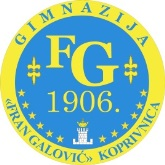 GIMNAZIJA
FG
1906.
«FRAN GALOVIĆ» KOPRIVNICA